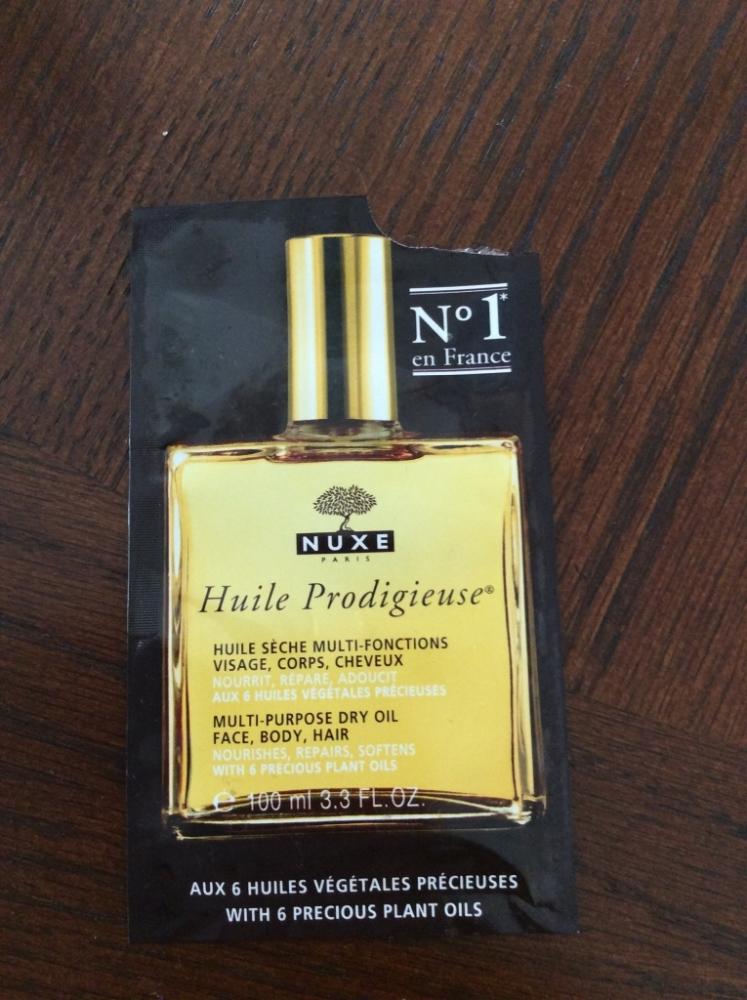 N° 1*
en France
NUXE
PARIS
Huile Prodigieuse®
HUILE SÈCHE MULTI-FONCTIONS
VISAGE, CORPS, CHEVEUX
NOURRIT, RÉPARE, ADOUCIT
AUX 6 HUILES VÉGÉTALES PRÉCIEUSES
MULTI-PURPOSE DRY OIL
FACE, BODY, HAIR
NOURISHES, REPAIRS, SOFTENS
WITH 6 PRECIOUS PLANT OILS
℮ 100 ml 3.3 FL.OZ.
AUX 6 HUILES VÉGÉTALES PRÉCIEUSES
WITH 6 PRECIOUS PLANT OILS